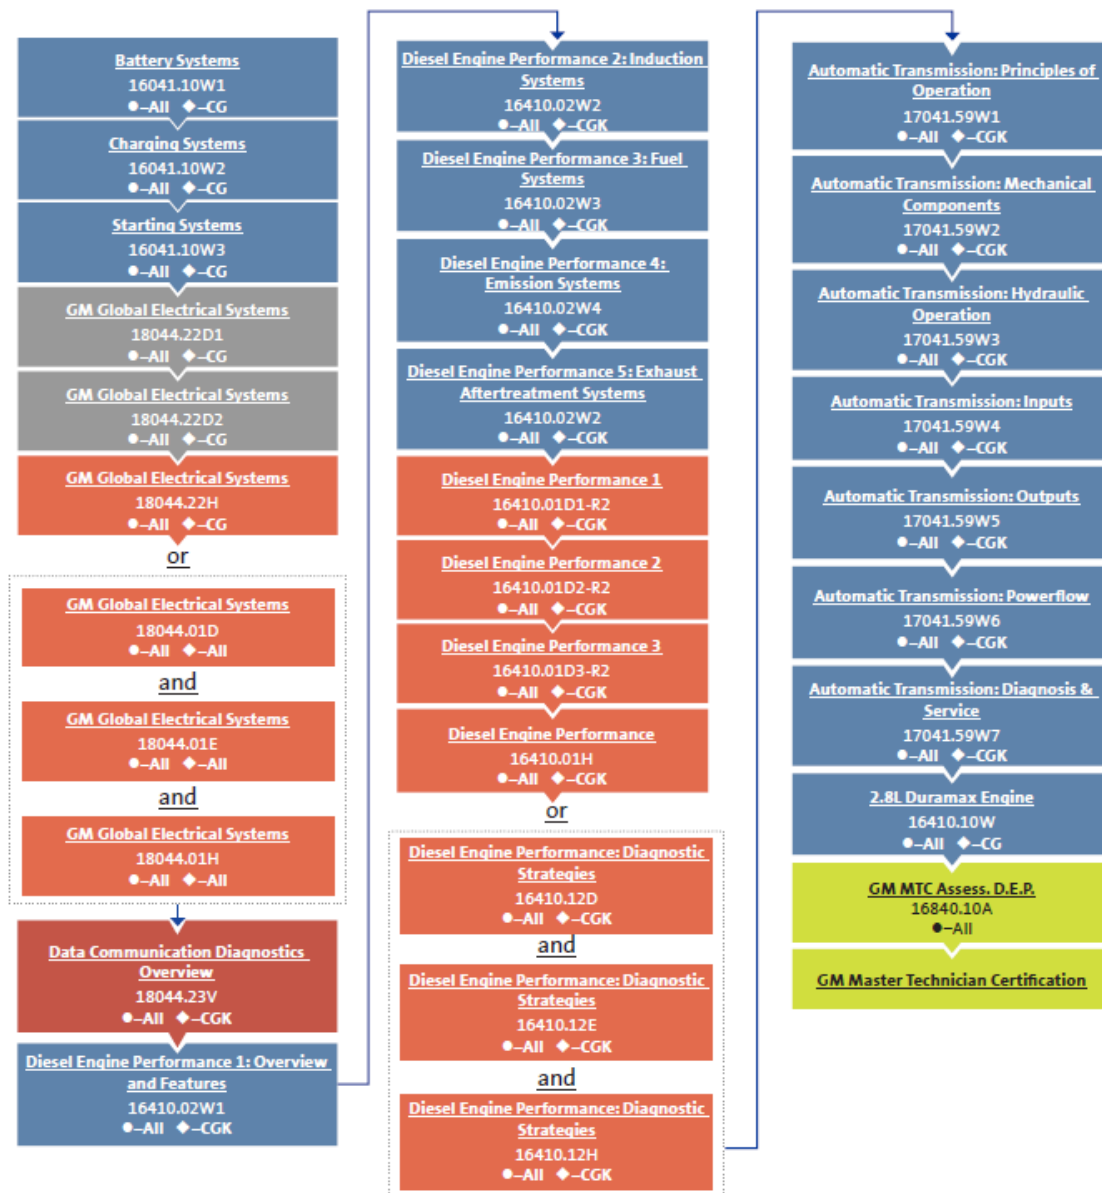 Battery Systems
16041.10W1
●–All ◆–CG
Charging Systems
16041.10W2
●–All ◆–CG
Starting Systems
16041.10W3
●–All ◆–CG
GM Global Electrical Systems
18044.22D1
●–All ◆–CG
GM Global Electrical Systems
18044.22D2
●–All ◆–CG
GM Global Electrical Systems
18044.22H
●–All ◆–CG
or
GM Global Electrical Systems
18044.01D
●–All ◆–All
and
GM Global Electrical Systems
18044.01E
●–All ◆–All
and
GM Global Electrical Systems
18044.01H
●–All ◆–All
Data Communication Diagnostics
Overview
18044.23V
●–All ◆–CGK
Diesel Engine Performance 1: Overview
and Features
16410.02W1
●–All ◆–CGK
Diesel Engine Performance 2: Induction
Systems
16410.02W2
●–All ◆–CGK
Diesel Engine Performance 3: Fuel
Systems
16410.02W3
●–All ◆–CGK
Diesel Engine Performance 4:
Emission Systems
16410.02W4
●–All ◆–CGK
Diesel Engine Performance 5: Exhaust
Aftertreatment Systems
16410.02W2
●–All ◆–CGK
Diesel Engine Performance 1
16410.01D1-R2
●–All ◆–CGK
Diesel Engine Performance 2
16410.01D2-R2
●–All ◆–CGK
Diesel Engine Performance 3
16410.01D3-R2
●–All ◆–CGK
Diesel Engine Performance
16410.01H
●–All ◆–CGK
or
Diesel Engine Performance: Diagnostic
Strategies
16410.12D
●–All ◆–CGK
and
Diesel Engine Performance: Diagnostic
Strategies
16410.12E
●–All ◆–CGK
and
Diesel Engine Performance: Diagnostic
Strategies
16410.12H
●–All ◆–CGK
Automatic Transmission: Principles of
Operation
17041.59W1
●–All ◆–CGK
Automatic Transmission: Mechanical
Components
17041.59W2
●–All ◆–CGK
Automatic Transmission: Hydraulic
Operation
17041.59W3
●–All ◆–CGK
Automatic Transmission: Inputs
17041.59W4
●–All ◆–CGK
Automatic Transmission: Outputs
17041.59W5
●–All ◆–CGK
Automatic Transmission: Powerflow
17041.59W6
●–All ◆–CGK
Automatic Transmission: Diagnosis &
Service
17041.59W7
●–All ◆–CGK
2.8L Duramax Engine
16410.10W
●–All ◆–CG
GM MTC Assess. D.E.P.
16840.10A
●–All
GM Master Technician Certification